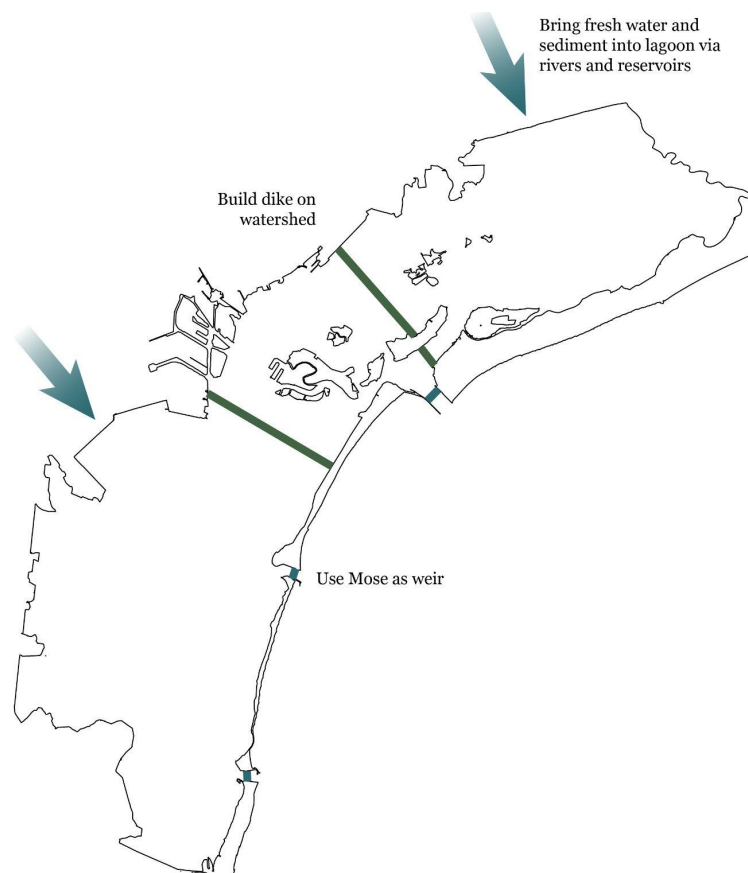 Bring fresh water and
sediment into lagoon via
rivers and reservoirs
Build dike on
watershed
Use Mose as weir